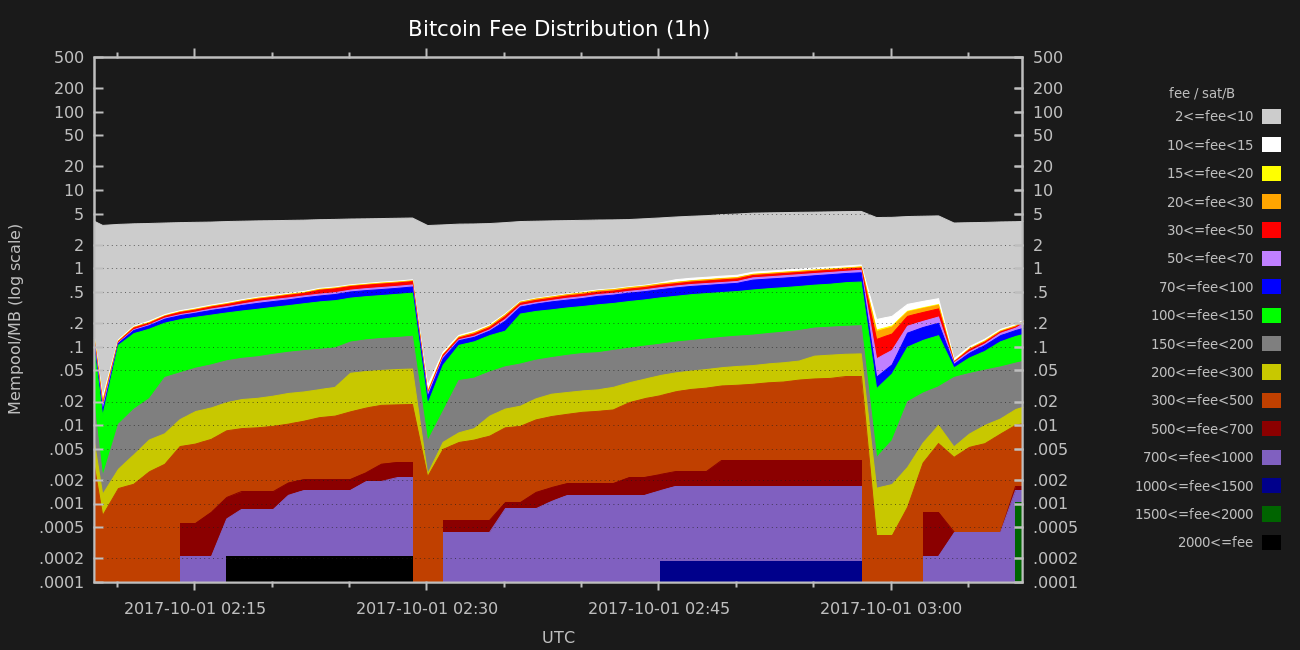 Bitcoin Fee Distribution (1h)
500 500
200 200
100 100
50 50
20 20
10 10
5 5
2 2
1 1
.5 .5
.2 .2
.1 .1
.05 .05
.02 .02
.01 .01
.005 .005
.002 .002
.001 .001
.0005 .0005
.0002 .0002
.0001 .0001
Mempool/MB (log scale)
2017-10-01 02:15 2017-10-01 02:30 2017-10-01 02:45 2017-10-01 03:00
UTC
fee / sat/B
2<=fee<10
10<=fee<15
15<=fee<20
20<=fee<30
30<=fee<50
50<=fee<70
70<=fee<100
100<=fee<150
150<=fee<200
200<=fee<300
300<=fee<500
500<=fee<700
700<=fee<1000
1000<=fee<1500
1500<=fee<2000
2000<=fee